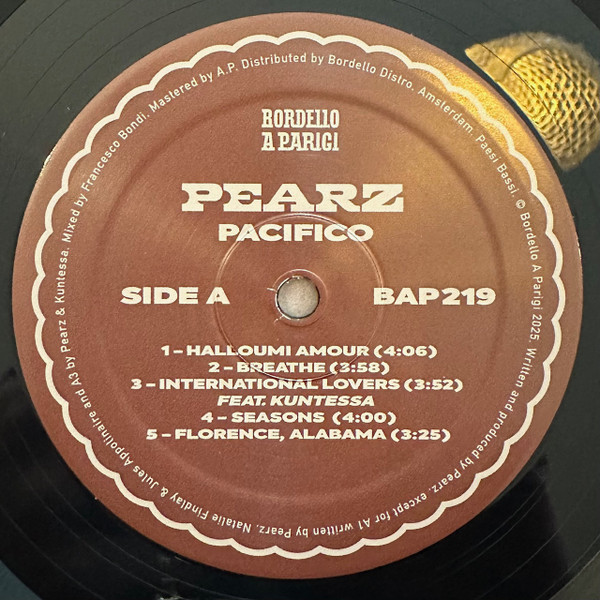 BORDELLO
A PARIGI
PEARZ
PACIFICO
SIDE A
BAP219
1 – HALLOUMI AMOUR (4:06)
2 – BREATHE (3:58)
3 – INTERNATIONAL LOVERS (3:52)
FEAT. KUNTESSA
4 – SEASONS (4:00)
5 – FLORENCE, ALABAMA (3:25)
© Bordello A Parigi 2025. Written and produced by Pearz, except for A1 written by Pearz, Natalie Findlay & Jules Appolinaire and A3 by Pearz & Kuntessa. Mixed by Francesco Bondi. Mastered by A.P. Distributed by Bordello Distro. Amsterdam. Paesi Bassi.